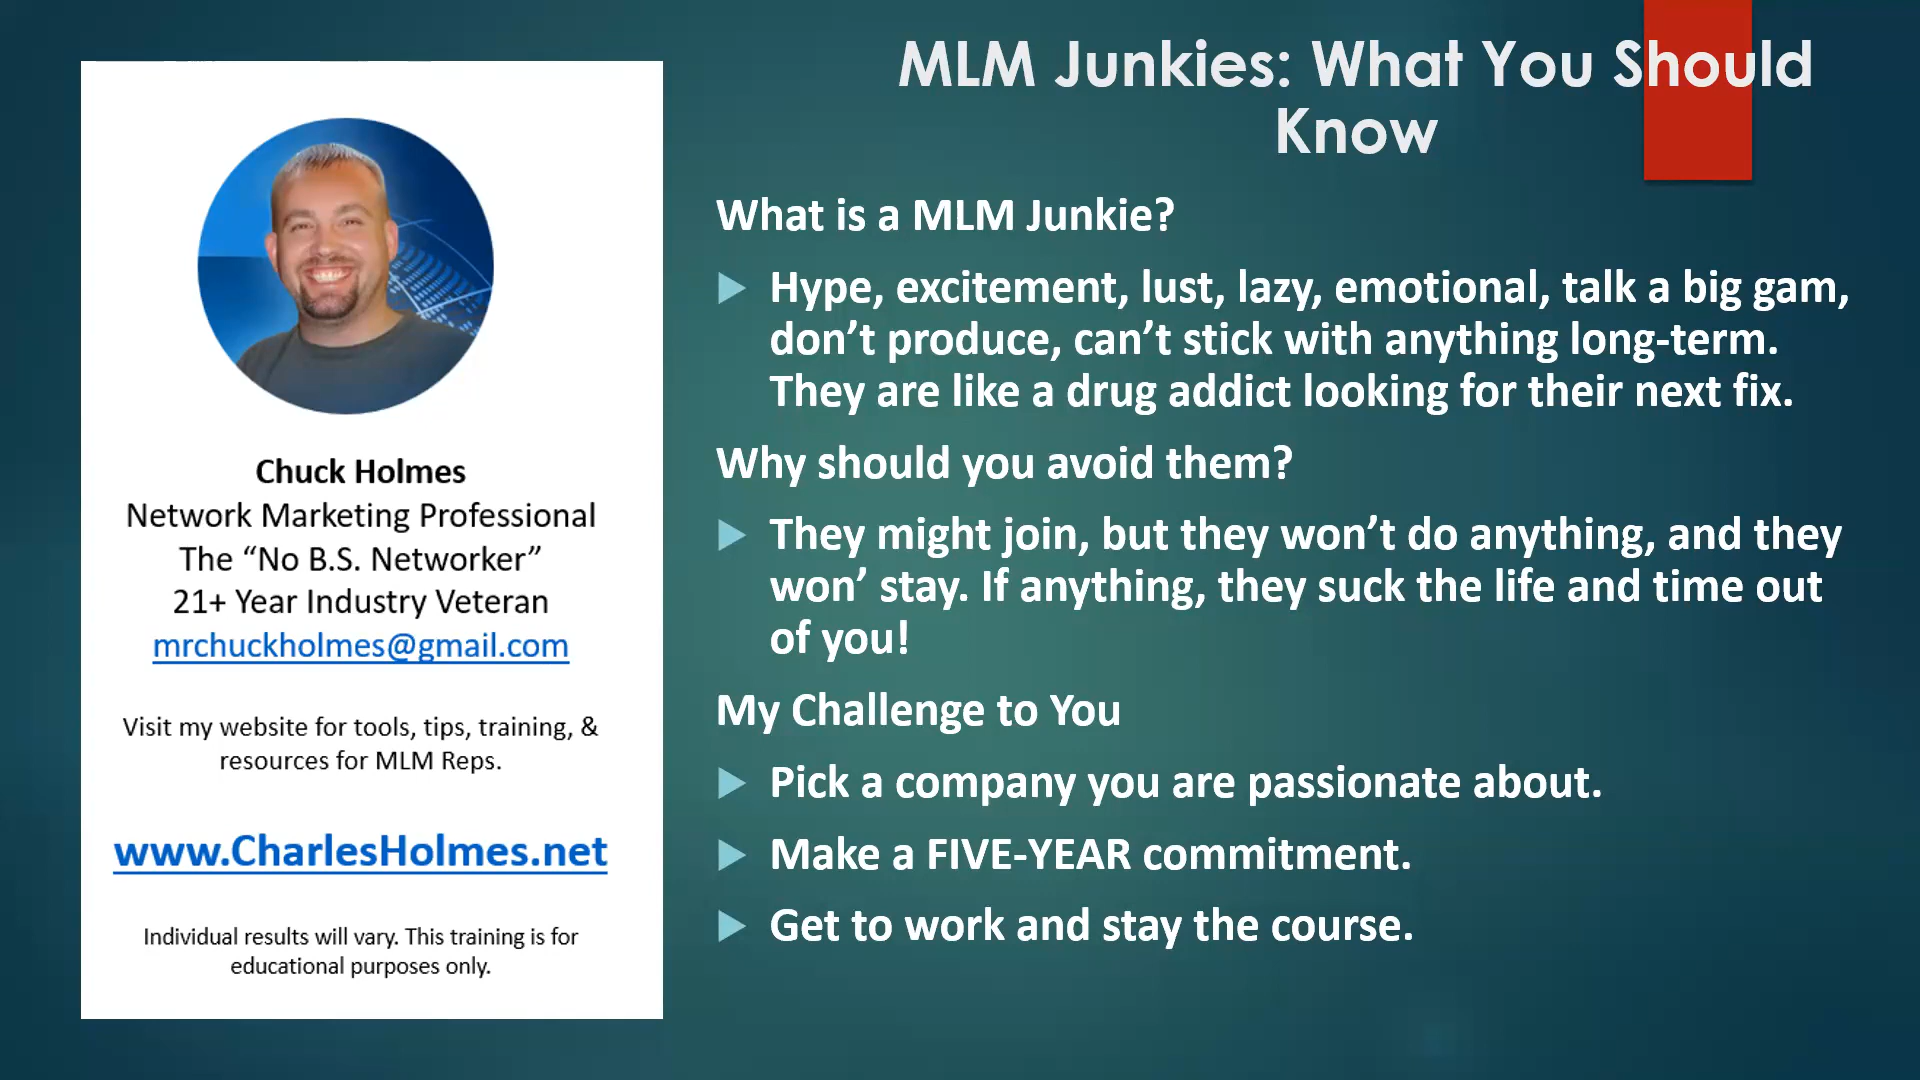 MLM Junkies: What You Should
Know
Chuck Holmes
Network Marketing Professional
The “No B.S. Networker”
21+ Year Industry Veteran
mrchuckholmes@gmail.com
Visit my website for tools, tips, training, &
resources for MLM Reps.
www.CharlesHolmes.net
Individual results will vary. This training is for
educational purposes only.
What is a MLM Junkie?
Hype, excitement, lust, lazy, emotional, talk a big gam,
don’t produce, can’t stick with anything long-term.
They are like a drug addict looking for their next fix.
Why should you avoid them?
They might join, but they won’t do anything, and they
won’ stay. If anything, they suck the life and time out
of you!
My Challenge to You
Pick a company you are passionate about.
Make a FIVE-YEAR commitment.
Get to work and stay the course.